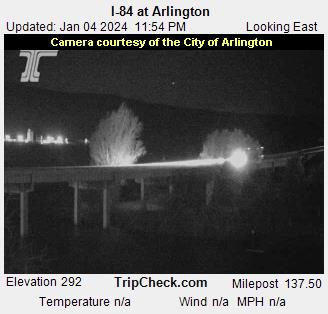 I-84 at Arlington
Updated: Jan 04 2024 11:54 PM Looking East
Camera courtesy of the City of Arlington
Elevation 292 TripCheck.com Milepost 137.50
Temperature n/a Wind n/a MPH n/a